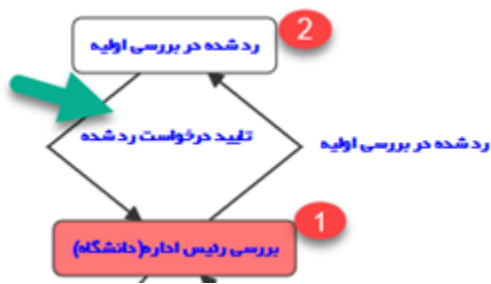 2
رد شده در بررسی اولیه
تایید درخواست رد شده
رد شده در بررسی اولیه
1
بررسی رئیس اداره(دانشگاه)